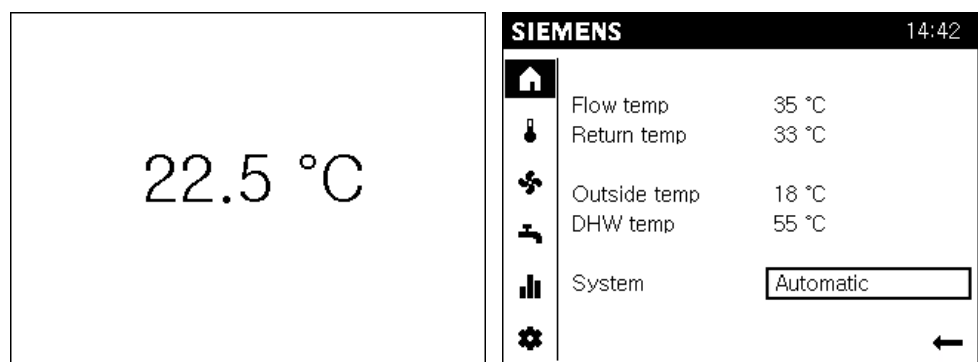 22.5 °C
SIEMENS 14:42
Flow temp 35 °C
Return temp 33 °C
Outside temp 18 °C
DHW temp 55 °C
System Automatic